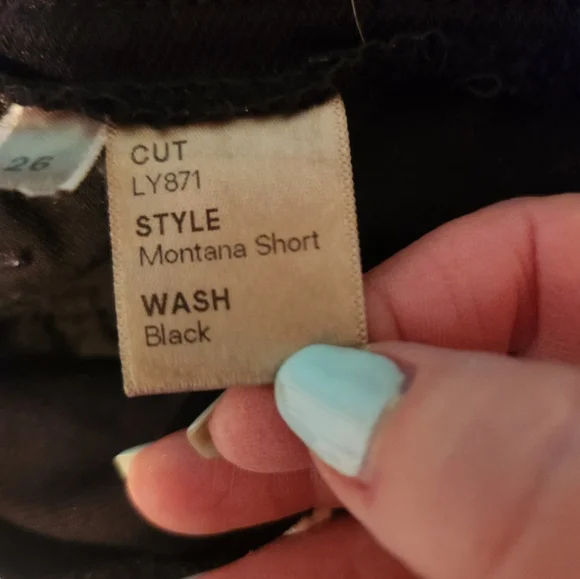 26
CUT
LY871
STYLE
Montana Short
WASH
Black